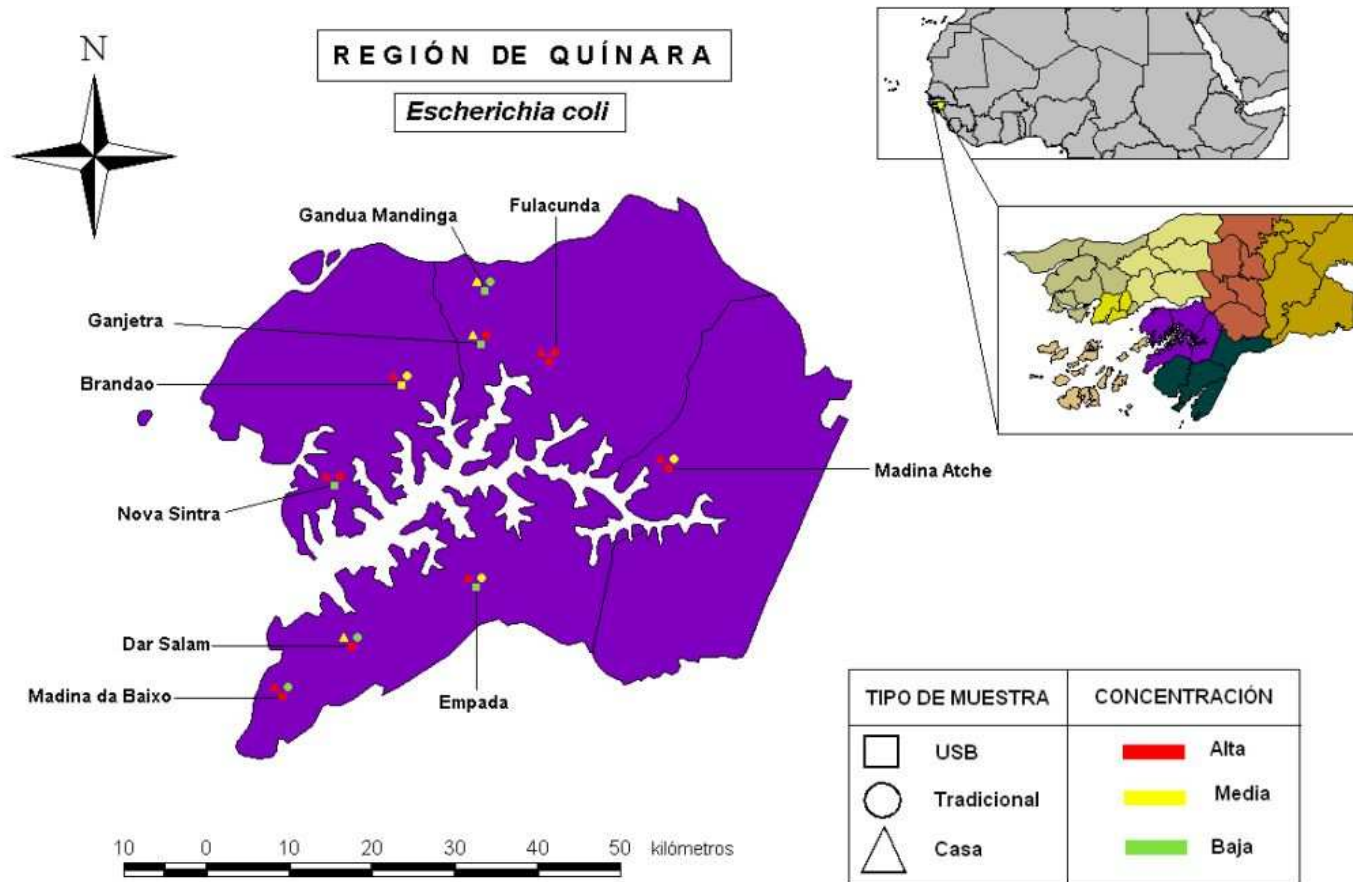 N
REGIÓN DE QUÍNARA
Escherichia coli
Gandua Mandinga
Fulacunda
Ganjetra
Brandao
Nova Sintra
Madina Atche
Dar Salam
Madina da Baixo
Empada
TIPO DE MUESTRA
CONCENTRACIÓN
USB
Alta
Tradicional
Media
Casa
Baja
10 0 10 20 30 40 50 kilómetros